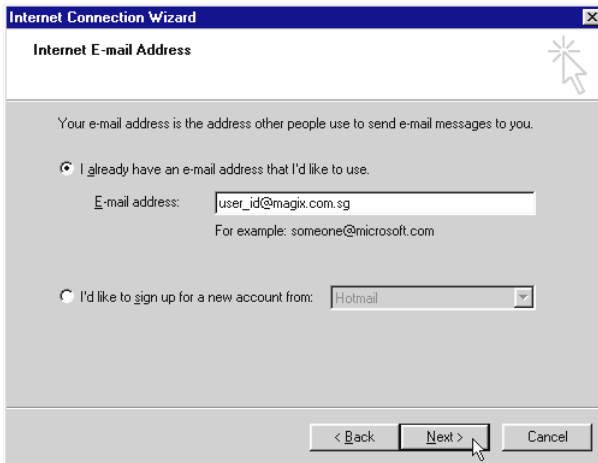 Internet Connection Wizard
Internet E-mail Address
Your e-mail address is the address other people use to send e-mail messages to you.
I already have an e-mail address that I'd like to use.
E-mail address: user_id@magix.com.sg
For example: someone@microsoft.com
I'd like to sign up for a new account from: Hotmail
< Back Next > Cancel